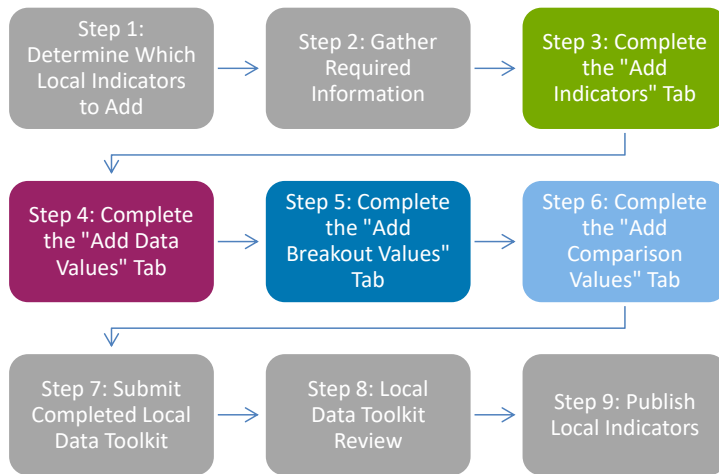 Step 1:
Determine Which
Local Indicators
to Add
Step 2: Gather
Required
Information
Step 3: Complete
the "Add
Indicators" Tab
Step 4: Complete
the "Add Data
Values" Tab
Step 5: Complete
the "Add
Breakout Values"
Tab
Step 6: Complete
the "Add
Comparison
Values" Tab
Step 7: Submit
Completed Local
Data Toolkit
Step 8: Local
Data Toolkit
Review
Step 9: Publish
Local Indicators